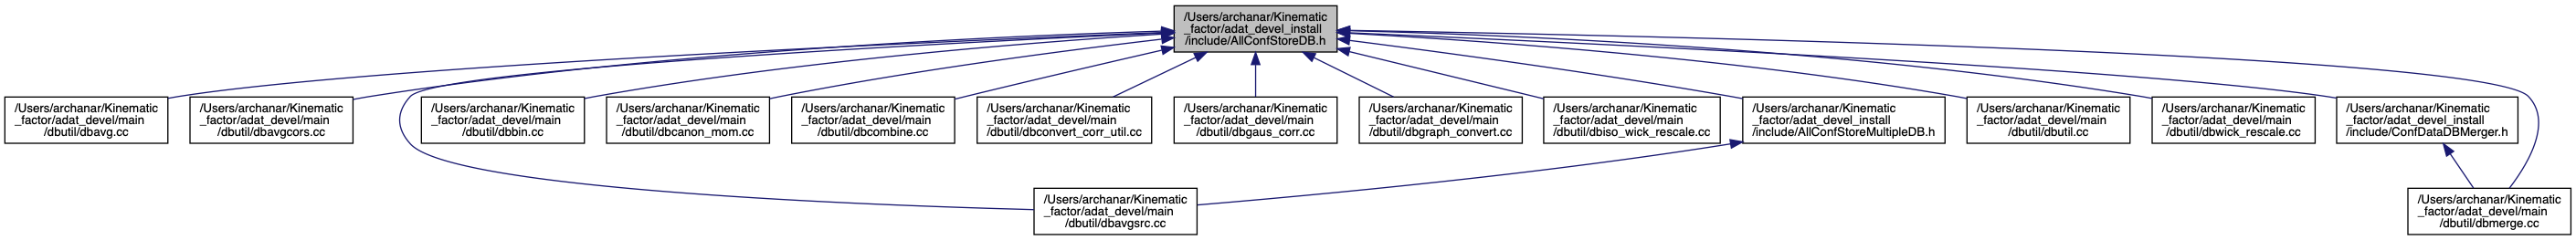 /Users/archanar/Kinematic
_factor/adat_devel_install
/include/AllConfStoreDB.h
/Users/archanar/Kinematic
_factor/adat_devel/main
/dbutil/dbavg.cc
/Users/archanar/Kinematic
_factor/adat_devel/main
/dbutil/dbavgcors.cc
/Users/archanar/Kinematic
_factor/adat_devel/main
/dbutil/dbbin.cc
/Users/archanar/Kinematic
_factor/adat_devel/main
/dbutil/dbcanon_mom.cc
/Users/archanar/Kinematic
_factor/adat_devel/main
/dbutil/dbcombine.cc
/Users/archanar/Kinematic
_factor/adat_devel/main
/dbutil/dbconvert_corr_util.cc
/Users/archanar/Kinematic
_factor/adat_devel/main
/dbutil/dbgaus_corr.cc
/Users/archanar/Kinematic
_factor/adat_devel/main
/dbutil/dbgraph_convert.cc
/Users/archanar/Kinematic
_factor/adat_devel/main
/dbutil/dbiso_wick_rescale.cc
/Users/archanar/Kinematic
_factor/adat_devel_install
/include/AllConfStoreMultipleDB.h
/Users/archanar/Kinematic
_factor/adat_devel/main
/dbutil/dbutil.cc
/Users/archanar/Kinematic
_factor/adat_devel/main
/dbutil/dbwick_rescale.cc
/Users/archanar/Kinematic
_factor/adat_devel_install
/include/ConfDataDBMerger.h
/Users/archanar/Kinematic
_factor/adat_devel/main
/dbutil/dbavgsrc.cc
/Users/archanar/Kinematic
_factor/adat_devel/main
/dbutil/dbmerge.cc